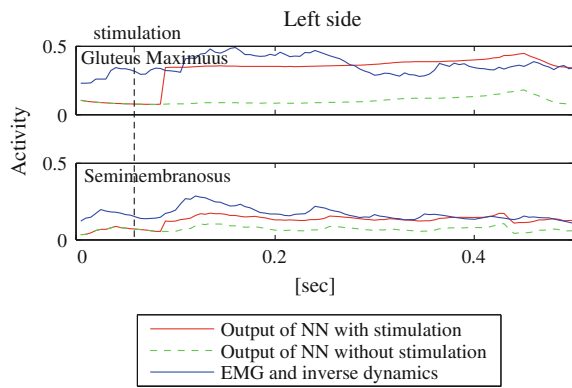 Left side
stimulation
0.5
Gluteus Maximuus
0
Activity
0.5
Semimembranosus
0
0 0.2 0.4
[sec]
Output of NN with stimulation
Output of NN without stimulation
EMG and inverse dynamics